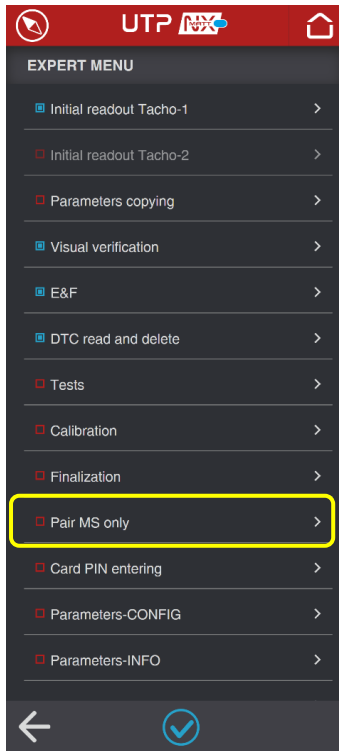 UTP NX
MATT
EXPERT MENU
Initial readout Tacho-1
Initial readout Tacho-2
Parameters copying
Visual verification
E&F
DTC read and delete
Tests
Calibration
Finalization
Pair MS only
Card PIN entering
Parameters-CONFIG
Parameters-INFO